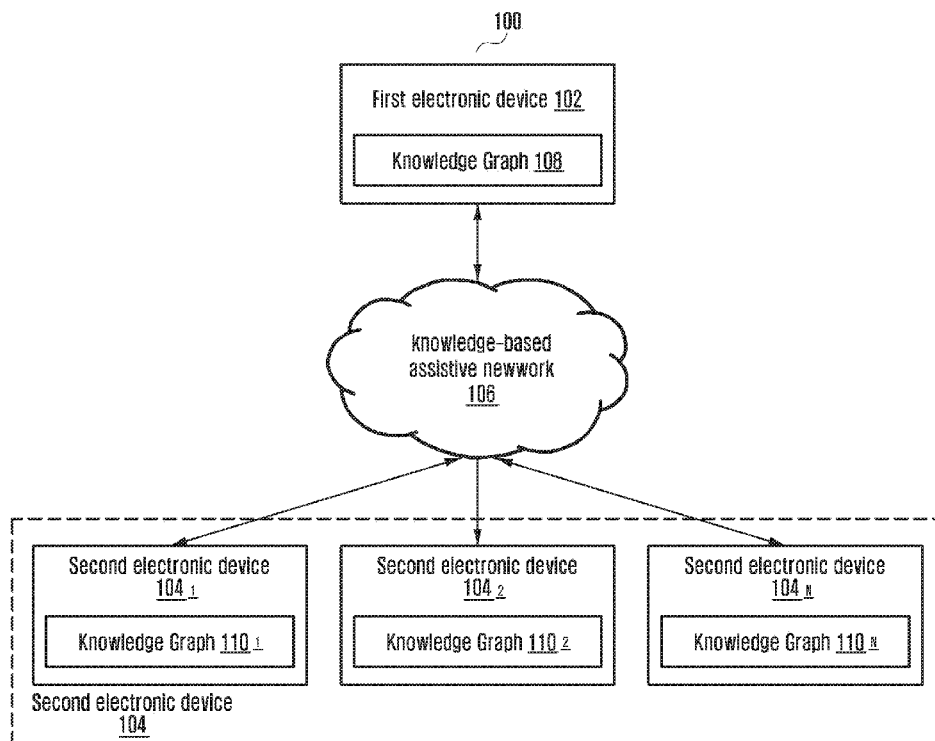 100
First electronic device 102
Knowledge Graph 108
knowledge-based
assistive newwork
106
Second electronic device
104 1
Knowledge Graph 110 1
Second electronic device
104 2
Knowledge Graph 110 2
Second electronic device
104 N
Knowledge Graph 110 N
Second electronic device
104